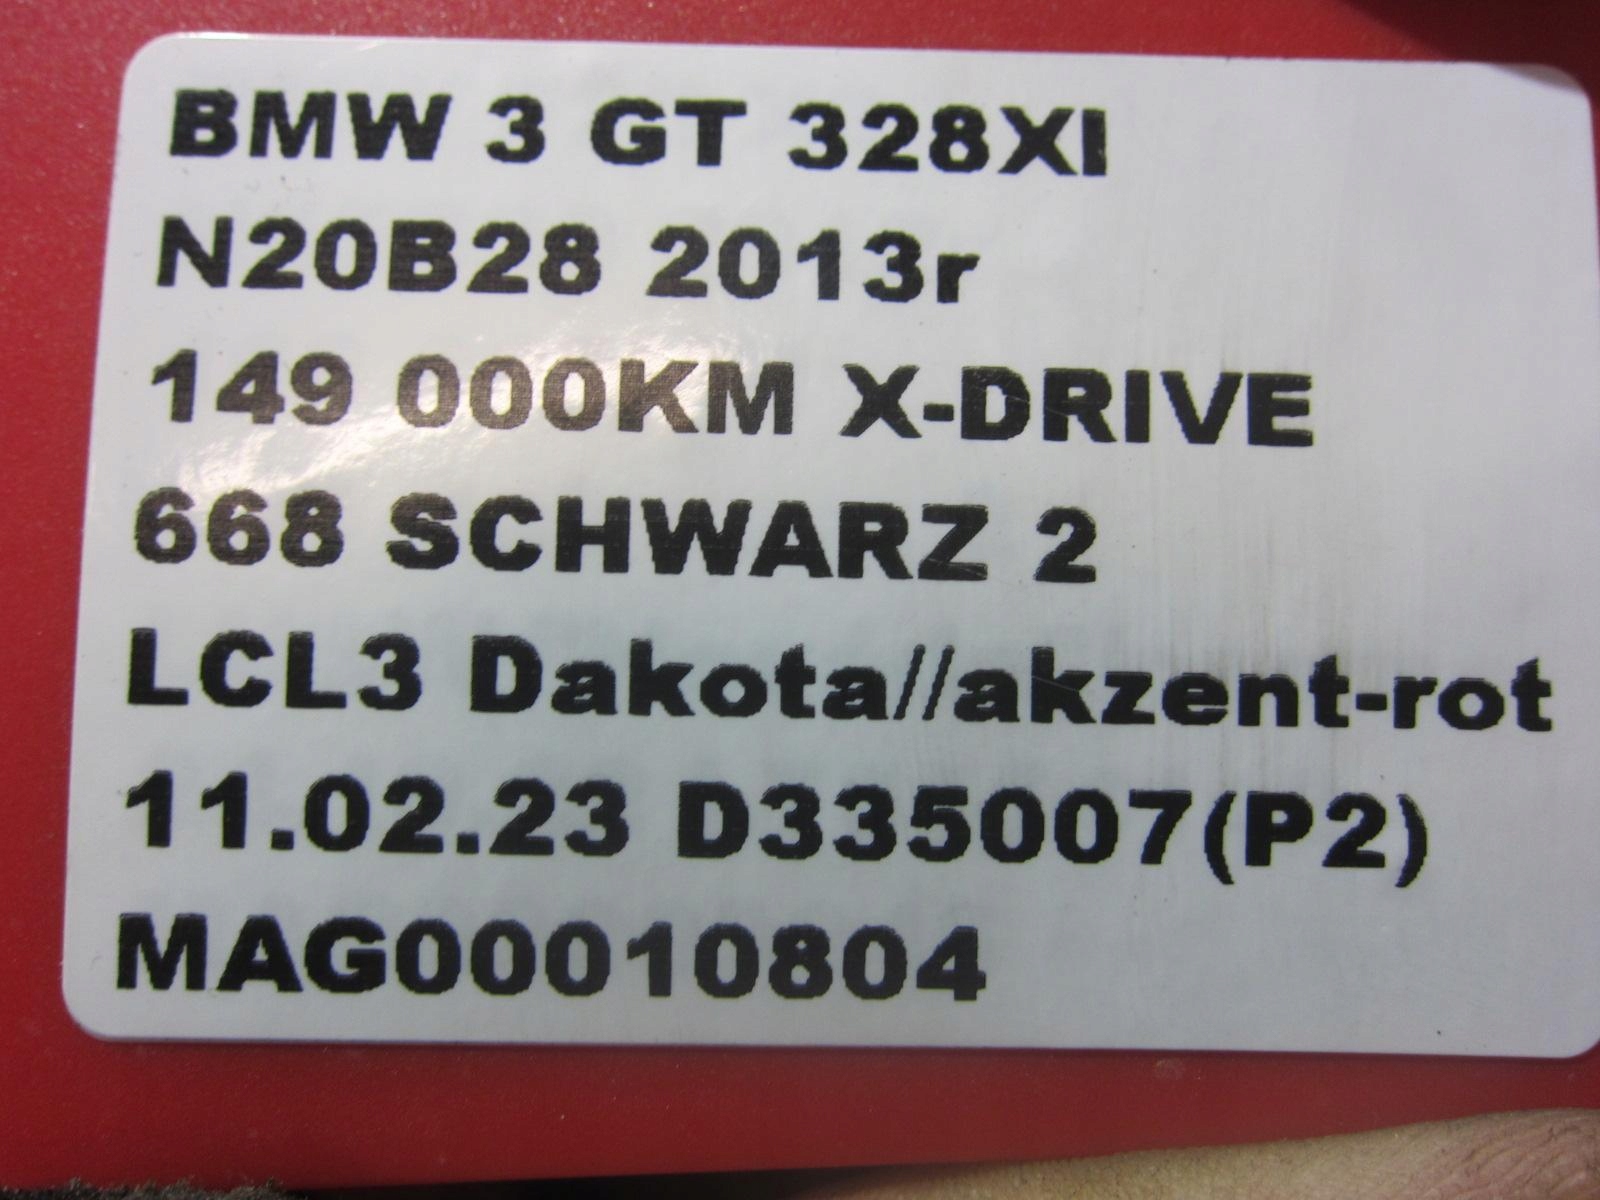 BMW 3 GT 328XI
N20B28 2013r
149 000KM X-DRIVE
668 SCHWARZ 2
LCL3 Dakota//akzent-rot
11.02.23 D335007(P2)
MAG00010804